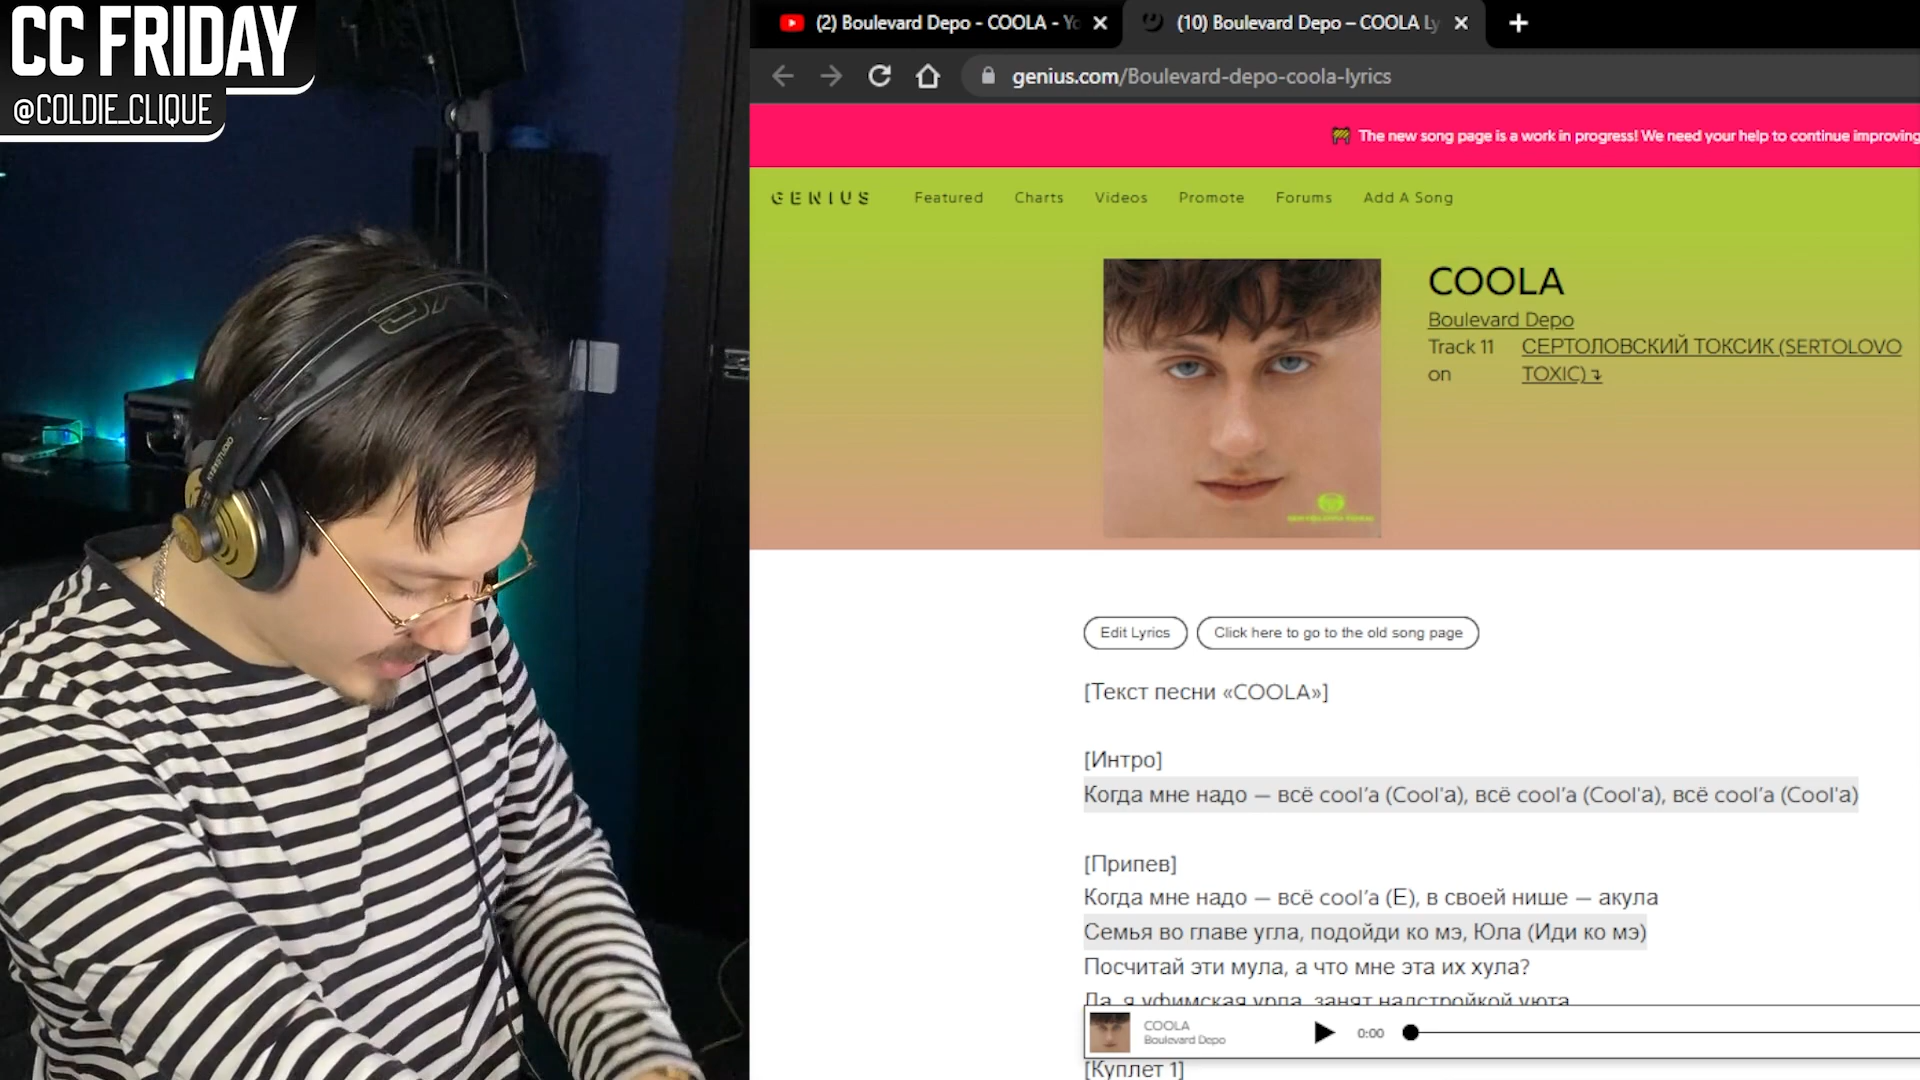 CC FRIDAY
@COLDIE_CLIQUE
(2) Boulevard Depo - COOLA - Yo
(10) Boulevard Depo – COOLA Ly
genius.com/Boulevard-depo-coola-lyrics
The new song page is a work in progress! We need your help to continue improving
GENIUS Featured Charts Videos Promote Forums Add A Song
COOLA
Boulevard Depo
Track 11 on СЕРТОЛОВСКИЙ ТОКСИК (SERTOLOVO
TOXIC)
Edit Lyrics Click here to go to the old song page
[Текст песни «COOLA»]
[Интро]
Когда мне надо — всё cool’a (Cool'a), всё cool’a (Cool'a), всё cool’a (Cool'a)
[Припев]
Когда мне надо — всё cool’a (Е), в своей нише — акула
Семья во главе угла, подойди ко мэ, Юла (Иди ко мэ)
Посчитай эти мула, а что мне эта их хула?
Да, я уфимская урла, занят надстройкой уюта
COOLA
Boulevard Depo
0:00
[Куплет 1]